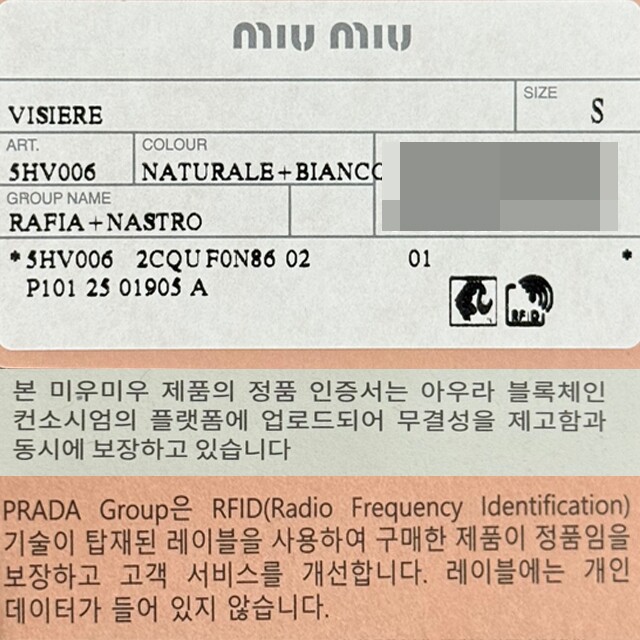 miu miu
SIZE
VISIERE S
ART. COLOUR
5HV006 NATURALE+BIANCO
GROUP NAME
RAFIA+NASTRO
*5HV006 2CQU F0N86 02 01 *
P101 25 01905 A
RFID
본 미우미우 제품의 정품 인증서는 아우라 블록체인
컨소시엄의 플랫폼에 업로드되어 무결성을 제고함과
동시에 보장하고 있습니다
PRADA Group은 RFID(Radio Frequency Identification)
기술이 탑재된 레이블을 사용하여 구매한 제품이 정품임을
보장하고 고객 서비스를 개선합니다. 레이블에는 개인
데이터가 들어 있지 않습니다.